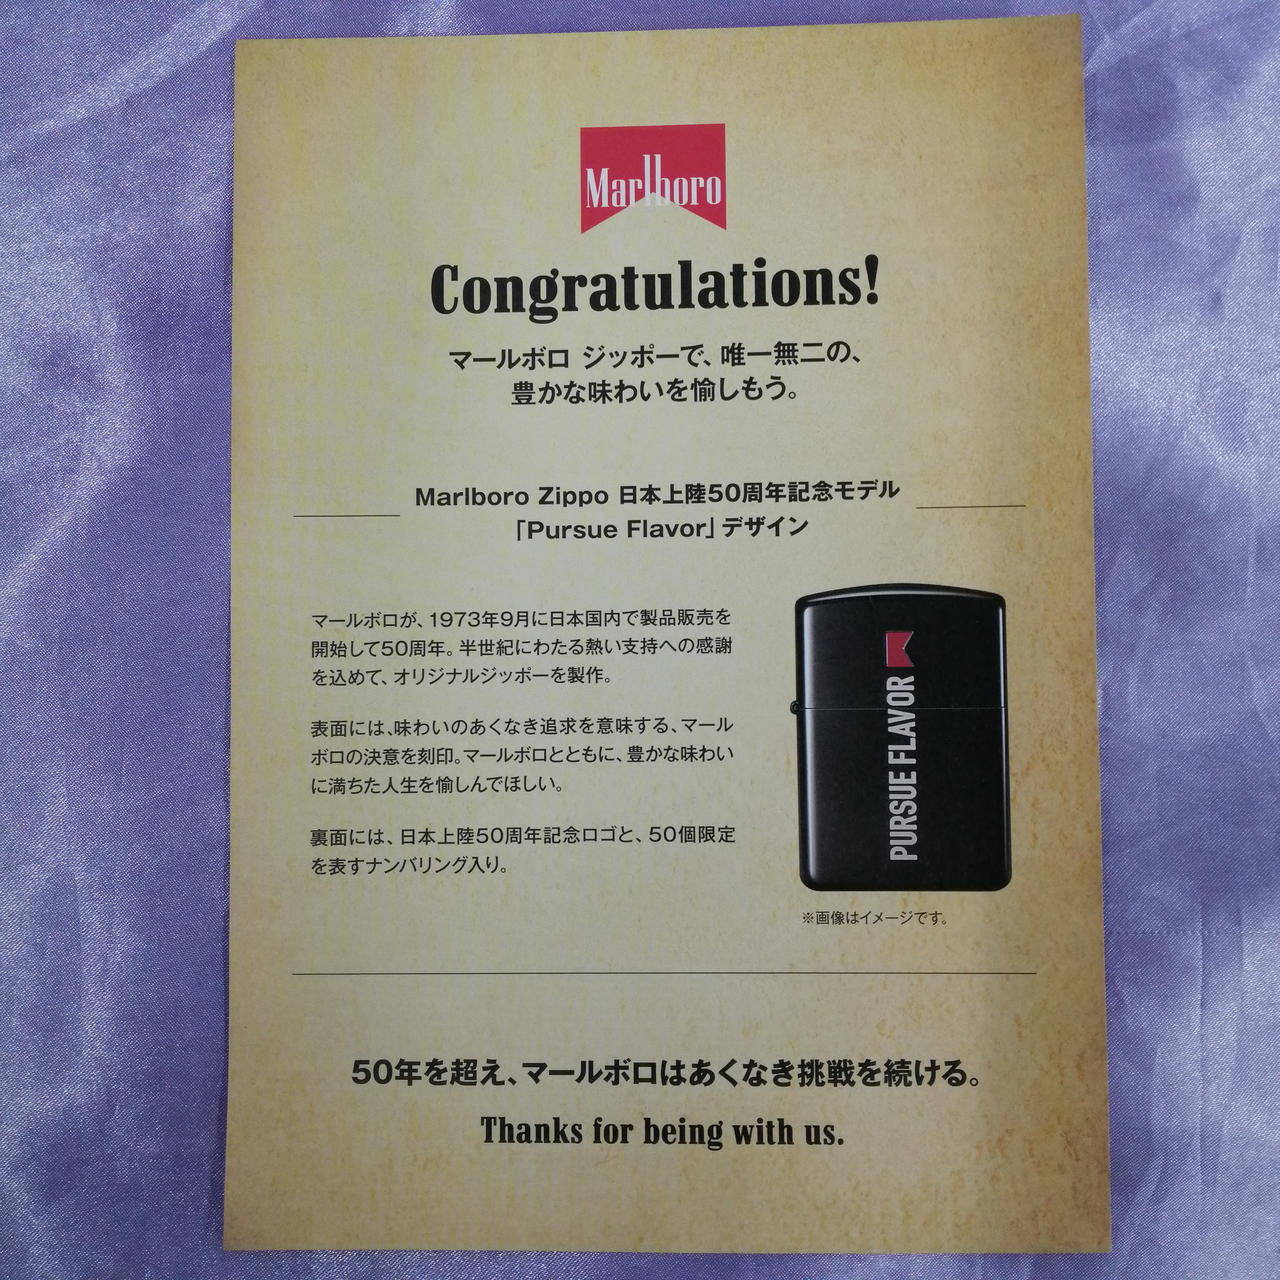 Marlboro
Congratulations!
マールボロ ジッポーで、唯一無二の、
豊かな味わいを愉しもう。
Marlboro Zippo 日本上陸50周年記念モデル
「Pursue Flavor」デザイン
マールボロが、1973年9月に日本国内で製品販売を
開始して50周年。半世紀にわたる熱い支持への感謝
を込めて、オリジナルジッポーを製作。
表面には、味わいのあくなき追求を意味する、マール
ボロの決意を刻印。マールボロとともに、豊かな味わい
に満ちた人生を愉しんでほしい。
裏面には、日本上陸50周年記念ロゴと、50個限定
を表すナンバリング入り。
PURSUE FLAVOR
※画像はイメージです。
50年を超え、マールボロはあくなき挑戦を続ける。
Thanks for being with us.